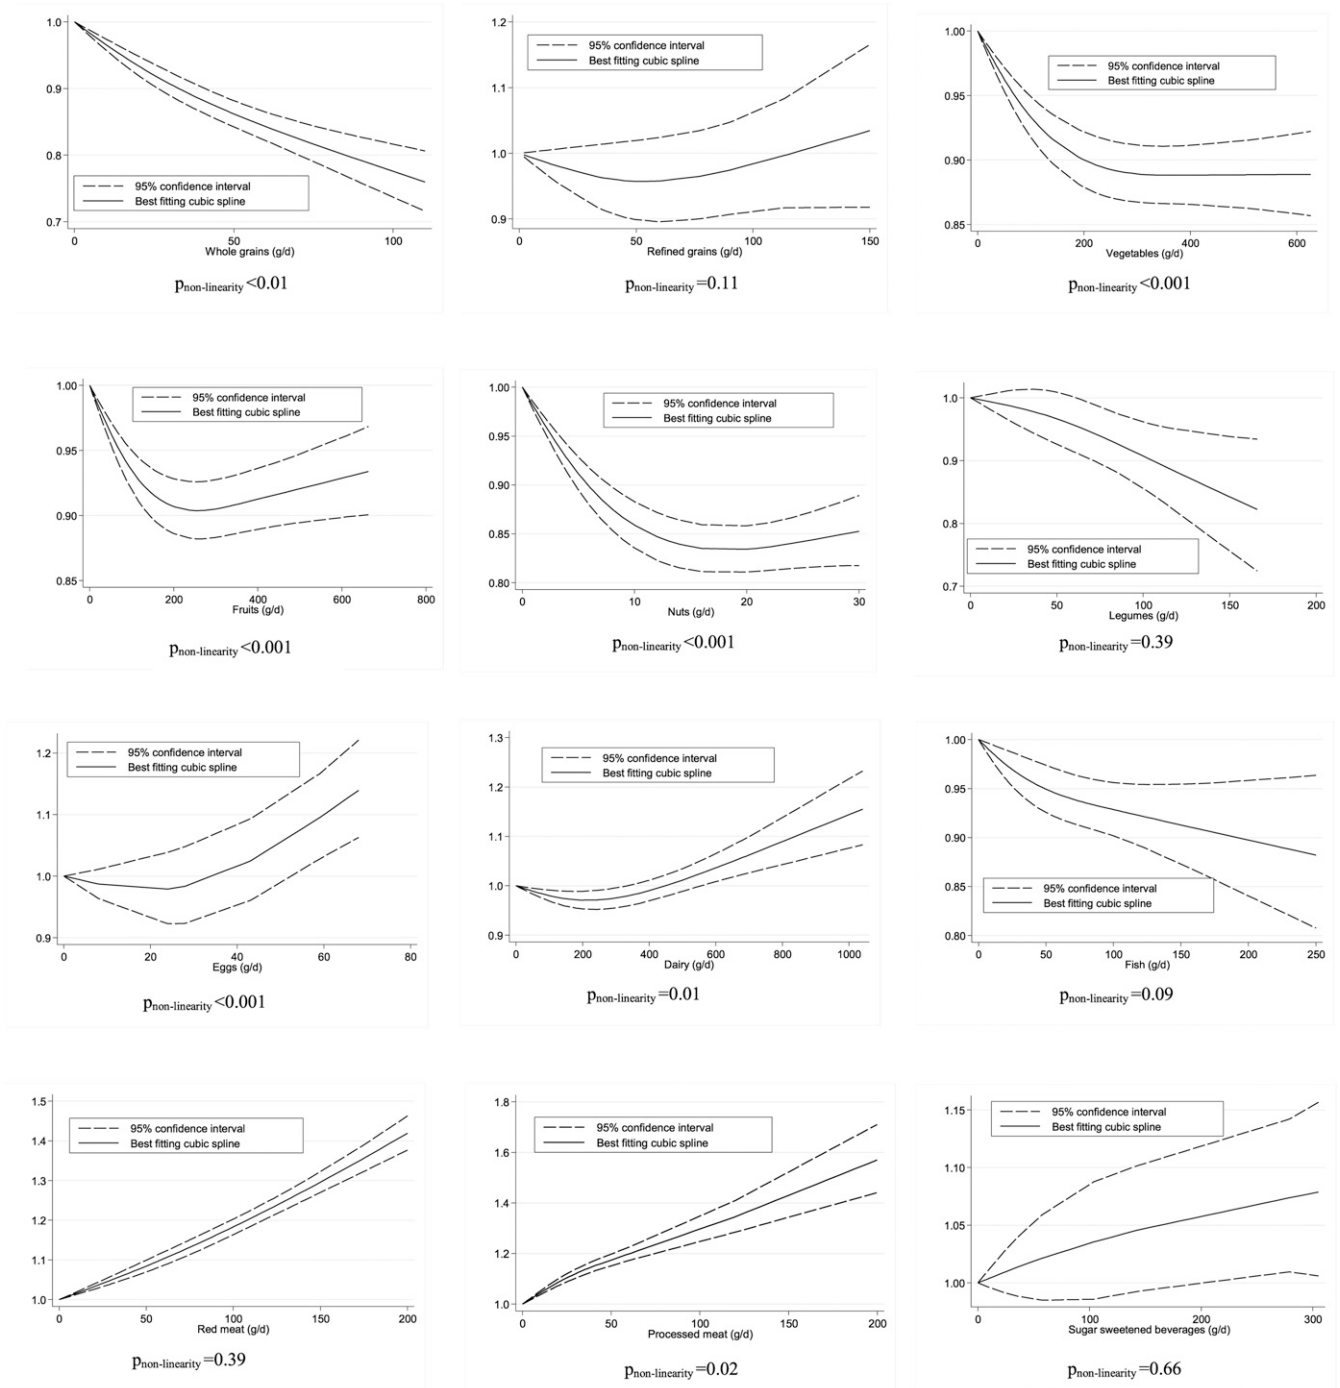 1.0
0.9
0.8
0.7
95% confidence interval
Best fitting cubic spline
0 50 100
Whole grains (g/d)
pnon-linearity <0.01
1.2
1.1
1.0
0.9
95% confidence interval
Best fitting cubic spline
0 50 100 150
Refined grains (g/d)
pnon-linearity =0.11
1.00
0.95
0.90
0.85
95% confidence interval
Best fitting cubic spline
0 200 400 600
Vegetables (g/d)
pnon-linearity <0.001
1.00
0.95
0.90
0.85
95% confidence interval
Best fitting cubic spline
0 200 400 600 800
Fruits (g/d)
pnon-linearity <0.001
1.00
0.95
0.90
0.85
0.80
95% confidence interval
Best fitting cubic spline
0 10 20 30
Nuts (g/d)
pnon-linearity <0.001
1.0
0.9
0.8
0.7
95% confidence interval
Best fitting cubic spline
0 50 100 150 200
Legumes (g/d)
pnon-linearity =0.39
1.2
1.1
1.0
0.9
95% confidence interval
Best fitting cubic spline
0 20 40 60 80
Eggs (g/d)
pnon-linearity <0.001
1.3
1.2
1.1
1.0
0.9
95% confidence interval
Best fitting cubic spline
0 200 400 600 800 1000
Dairy (g/d)
pnon-linearity =0.01
1.00
0.95
0.90
0.85
0.80
95% confidence interval
Best fitting cubic spline
0 50 100 150 200 250
Fish (g/d)
pnon-linearity =0.09
1.5
1.4
1.3
1.2
1.1
1.0
95% confidence interval
Best fitting cubic spline
0 50 100 150 200
Red meat (g/d)
pnon-linearity =0.39
1.8
1.6
1.4
1.2
1.0
95% confidence interval
Best fitting cubic spline
0 50 100 150 200
Processed meat (g/d)
pnon-linearity =0.02
1.15
1.10
1.05
1.00
95% confidence interval
Best fitting cubic spline
0 100 200 300
Sugar sweetened beverages (g/d)
pnon-linearity =0.66